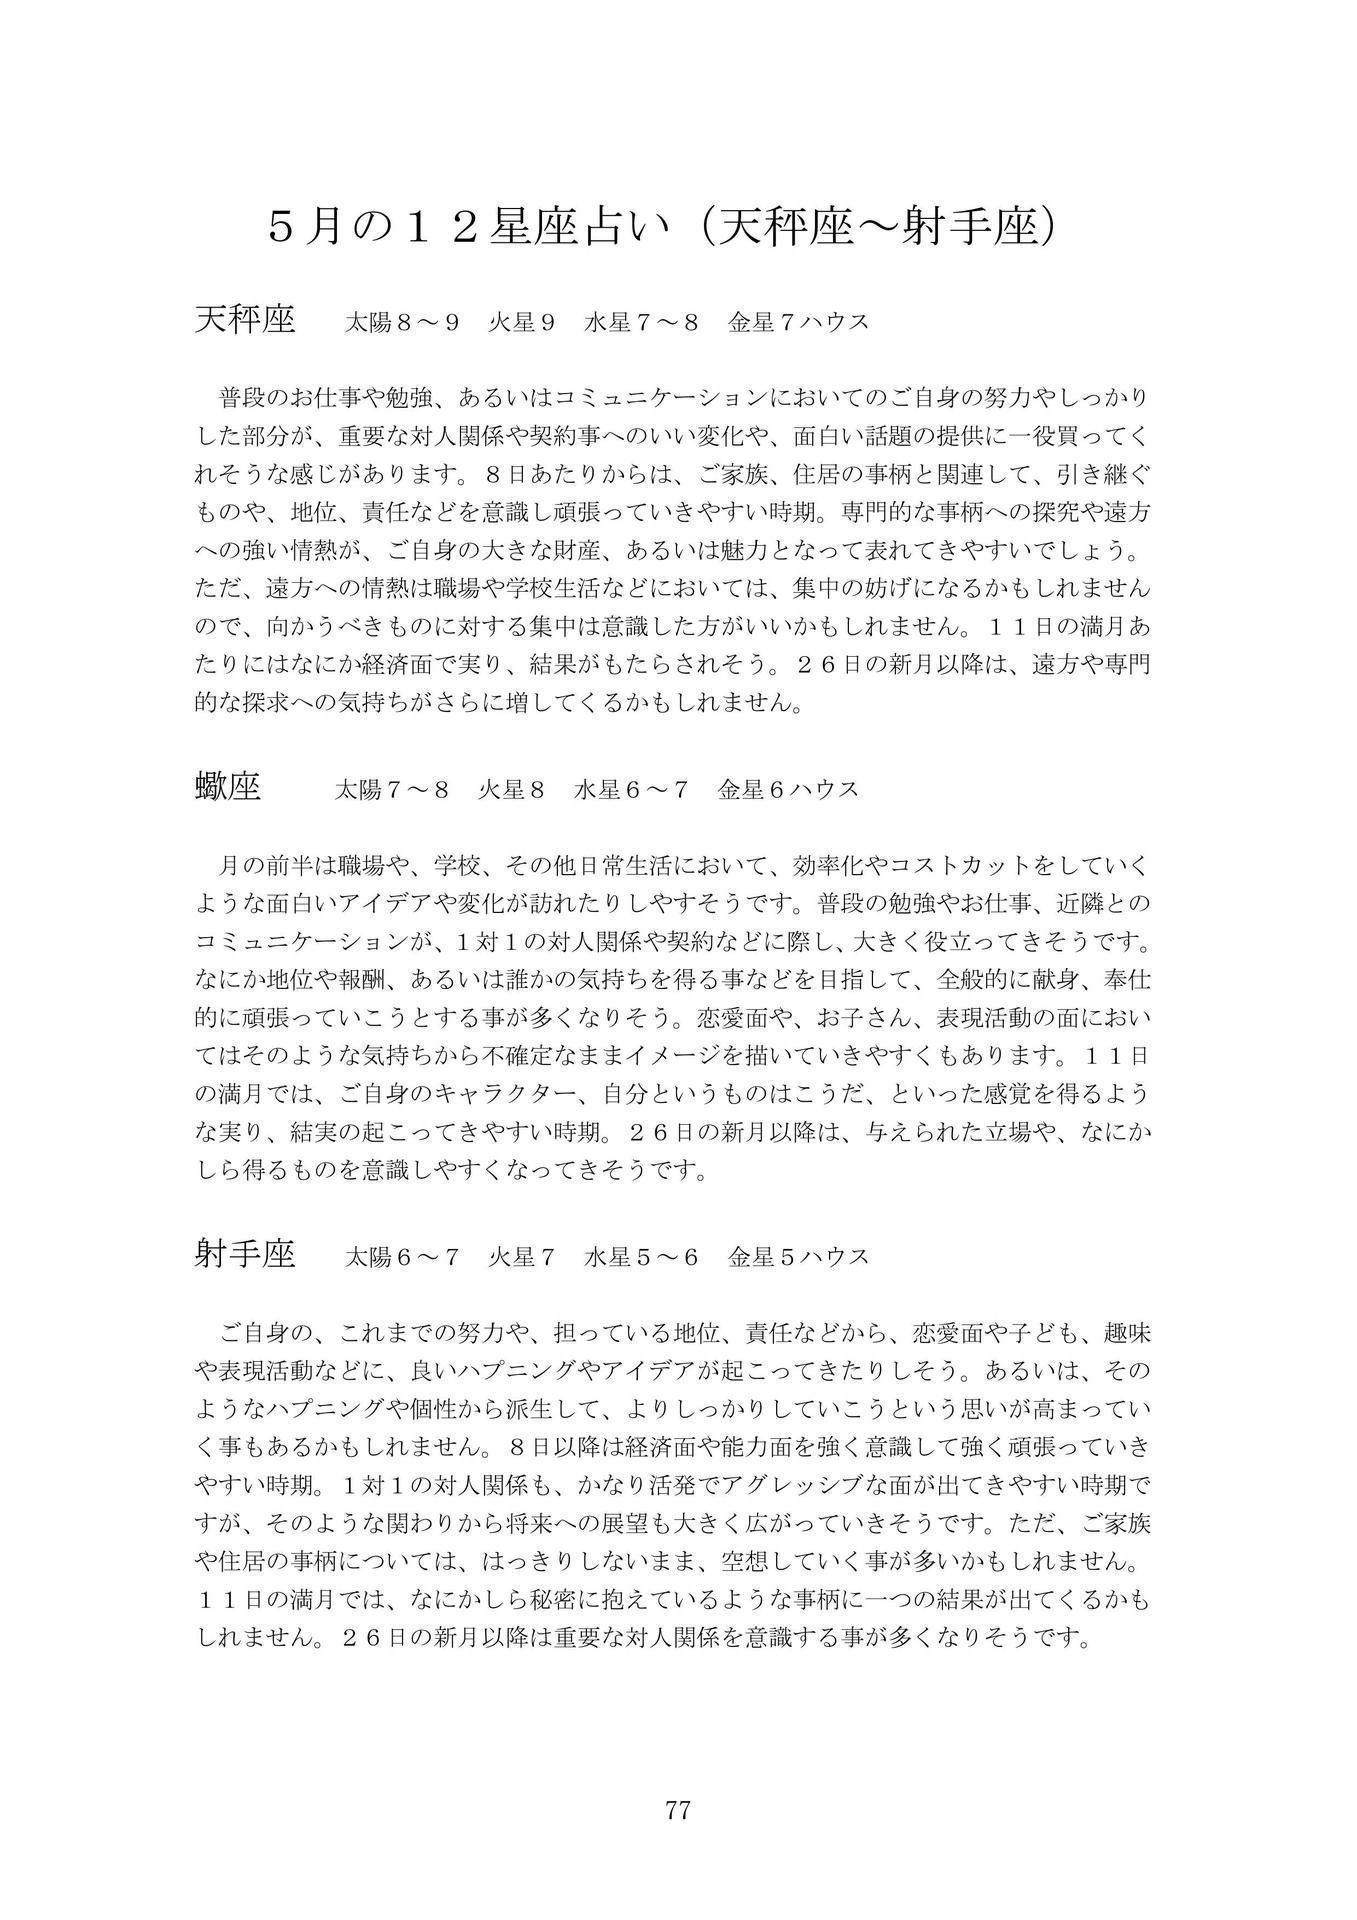 ５月の１２星座占い（天秤座～射手座）
天秤座　太陽８～９　火星９　水星７～８　金星７ハウス
普段のお仕事や勉強、あるいはコミュニケーションにおいてのご自身の努力やしっかり
した部分が、重要な対人関係や契約事へのいい変化や、面白い話題の提供に一役買ってく
れそうな感じがあります。８日あたりからは、ご家族、住居の事柄と関連して、引き継ぐ
ものや、地位、責任などを意識し頑張っていきやすい時期。専門的な事柄への探究や遠方
への強い情熱が、ご自身の大きな財産、あるいは魅力となって表れてきやすいでしょう。
ただ、遠方への情熱は職場や学校生活などにおいては、集中の妨げになるかもしれません
ので、向かうべきものに対する集中は意識した方がいいかもしれません。１１日の満月あ
たりにはなにか経済面で実り、結果がもたらされそう。２６日の新月以降は、遠方や専門
的な探求への気持ちがさらに増してくるかもしれません。
蠍座　太陽７～８　火星８　水星６～７　金星６ハウス
月の前半は職場や、学校、その他日常生活において、効率化やコストカットをしていく
ような面白いアイデアや変化が訪れたりしやすそうです。普段の勉強やお仕事、近隣との
コミュニケーションが、１対１の対人関係や契約などに際し、大きく役立ってきそうです。
なにか地位や報酬、あるいは誰かの気持ちを得る事などを目指して、全般的に献身、奉仕
的に頑張っていこうとする事が多くなりそう。恋愛面や、お子さん、表現活動の面におい
てはそのような気持ちから不確定なままイメージを描いていきやすくもあります。１１日
の満月では、ご自身のキャラクター、自分というものはこうだ、といった感覚を得るよう
な実り、結実の起こってきやすい時期。２６日の新月以降は、与えられた立場や、なにか
しら得るものを意識しやすくなってきそうです。
射手座　太陽６～７　火星７　水星５～６　金星５ハウス
ご自身の、これまでの努力や、担っている地位、責任などから、恋愛面や子ども、趣味
や表現活動などに、良いハプニングやアイデアが起こってきたりしそう。あるいは、その
ようなハプニングや個性から派生して、よりしっかりしていこうという思いが高まってい
く事もあるかもしれません。８日以降は経済面や能力面を強く意識して強く頑張っていき
やすい時期。１対１の対人関係も、かなり活発でアグレッシブな面が出てきやすい時期で
すが、そのような関わりから将来への展望も大きく広がっていきそうです。ただ、ご家族
や住居の事柄については、はっきりしないまま、空想していく事が多いかもしれません。
１１日の満月では、なにかしら秘密に抱えているような事柄に一つの結果が出てくるかも
しれません。２６日の新月以降は重要な対人関係を意識する事が多くなりそうです。
77